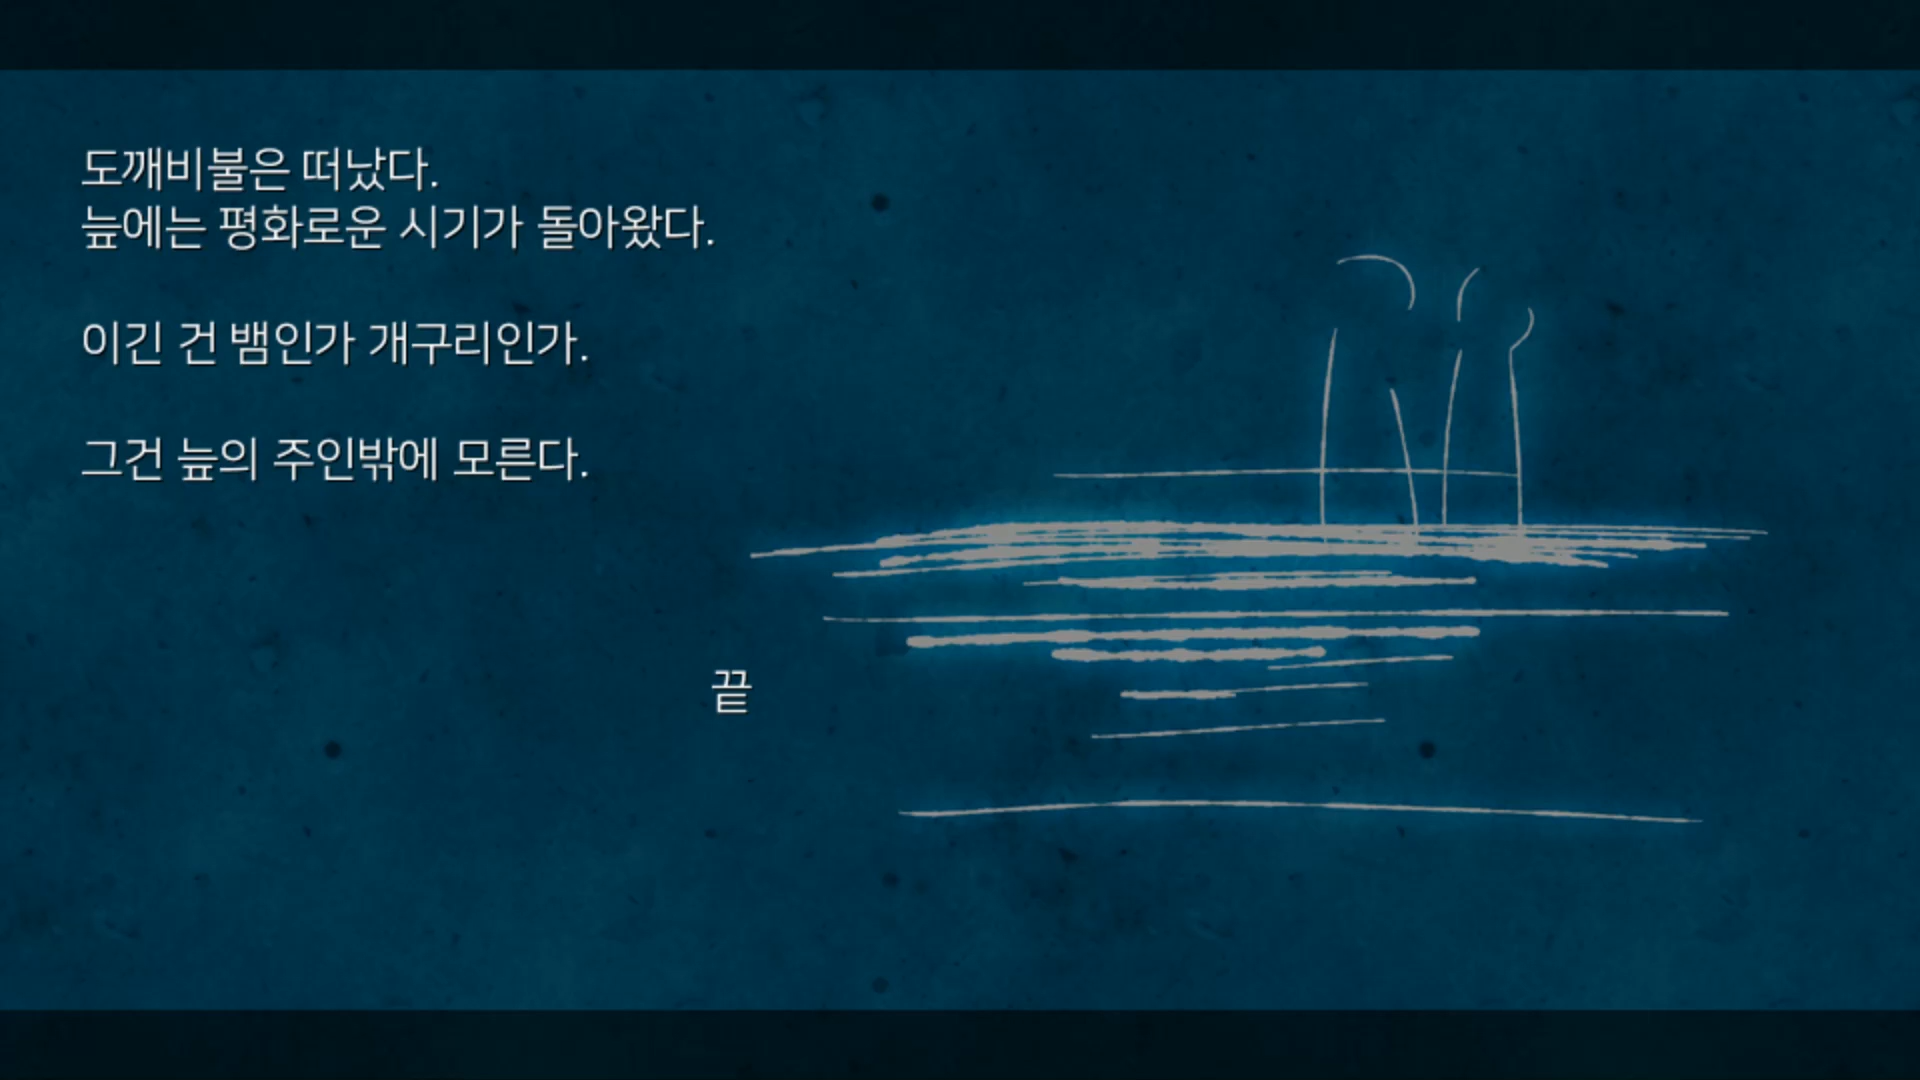 도깨비불은 떠났다.
늪에는 평화로운 시기가 돌아왔다.
이긴 건 뱀인가 개구리인가.
그건 늪의 주인밖에 모른다.
끝